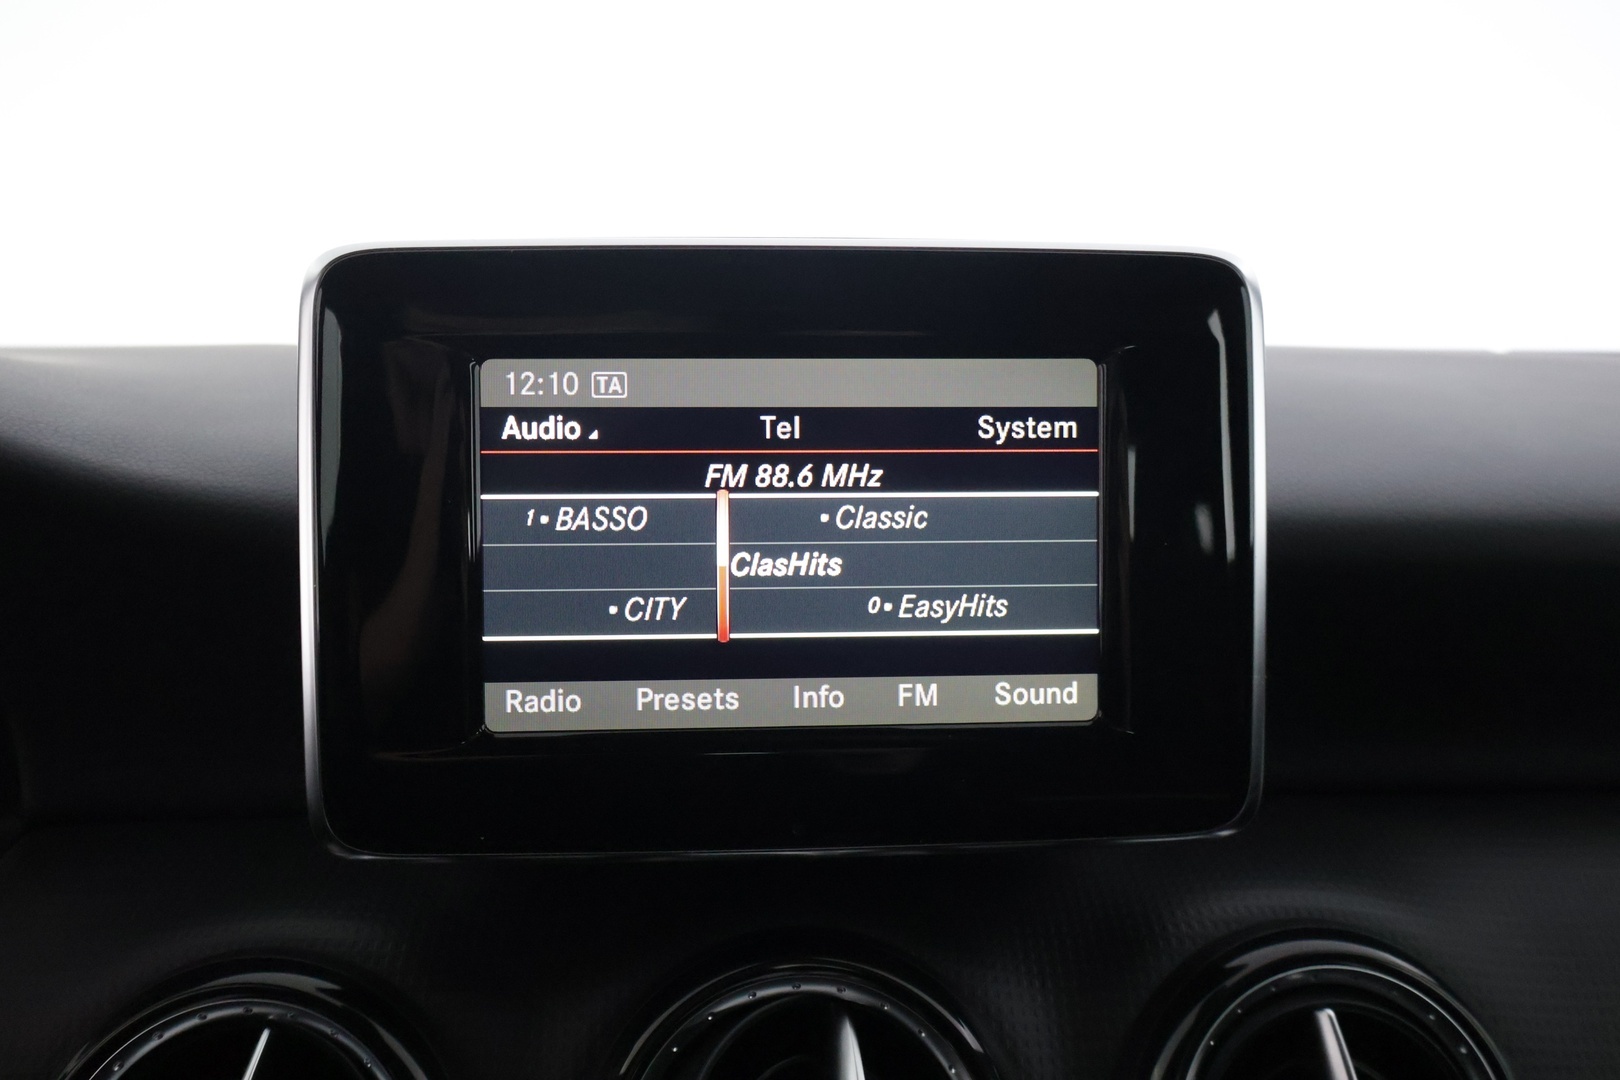 12:10 TA
Audio Tel System
FM 88.6 MHz
1• BASSO • Classic
ClasHits
• CITY 0• EasyHits
Radio Presets Info FM Sound